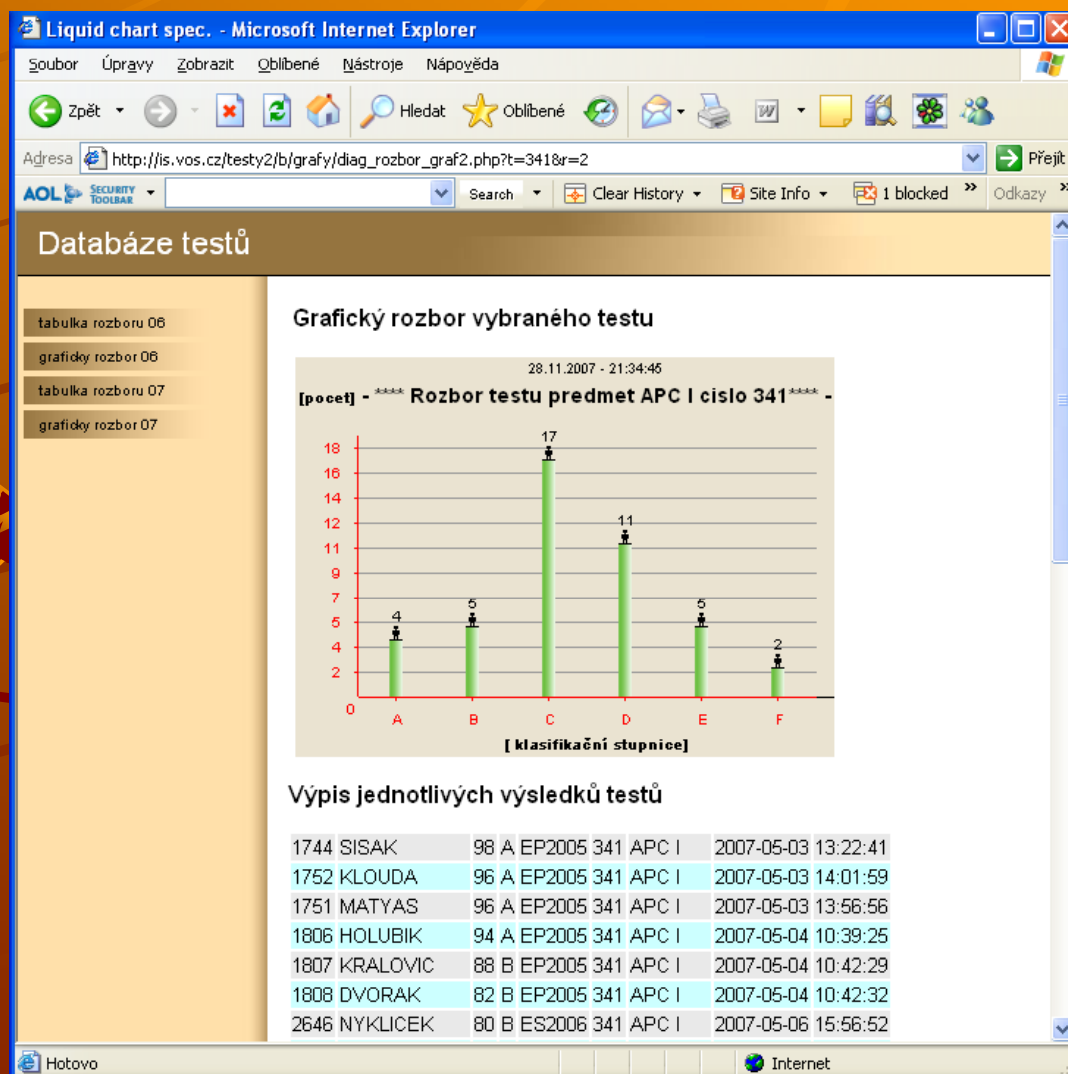 Liquid chart spec. - Microsoft Internet Explorer
Soubor Úpravy Zobrazit Oblíbené Nástroje Nápověda
Zpět Hledat Oblíbené
Adresa http://is.vos.cz/testy2/b/grafy/diag_rozbor_graf2.php?t=341&r=2 Přejít
AOL SECURITY TOOLBAR Search Clear History Site Info 1 blocked » Odkazy »
Databáze testů
tabulka rozboru 06
graficky rozbor 06
tabulka rozboru 07
graficky rozbor 07
Grafický rozbor vybraného testu
28.11.2007 - 21:34:45
[pocet] - **** Rozbor testu predmet APC I cislo 341**** -
17
18
16
14
12
11
11
9
7
5
4
2
0
4
5
5
2
A B C D E F
[ klasifikační stupnice]
Výpis jednotlivých výsledků testů
1744 SISAK 98 A EP2005 341 APC I 2007-05-03 13:22:41
1752 KLOUDA 96 A EP2005 341 APC I 2007-05-03 14:01:59
1751 MATYAS 96 A EP2005 341 APC I 2007-05-03 13:56:56
1806 HOLUBIK 94 A EP2005 341 APC I 2007-05-04 10:39:25
1807 KRALOVIC 88 B EP2005 341 APC I 2007-05-04 10:42:29
1808 DVORAK 82 B EP2005 341 APC I 2007-05-04 10:42:32
2646 NYKLICEK 80 B ES2006 341 APC I 2007-05-06 15:56:52
Hotovo Internet